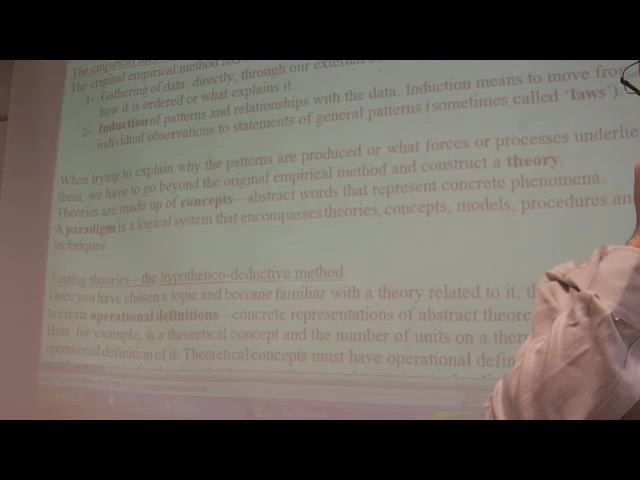 The empirical
The original empirical method has
1- Gathering of data, directly, through our external
how it is ordered or what explains it.
2- Induction of patterns and relationships with the data. Induction means to move from
individual observations to statements of general patterns (sometimes called ‘laws’).
When trying to explain why the patterns are produced or what forces or processes underlie
them, we have to go beyond the original empirical method and construct a theory.
Theories are made up of concepts—abstract words that represent concrete phenomena.
A paradigm is a logical system that encompasses theories, concepts, models, procedures and
techniques.
Testing theories—the hypothetico-deductive method:
Once you have chosen a topic and become familiar with a theory related to it, th
to create operational definitions—concrete representations of abstract theore
Heat, for example, is a theoretical concept and the number of units on a ther
operational definition of it. Theoretical concepts must have operational defin